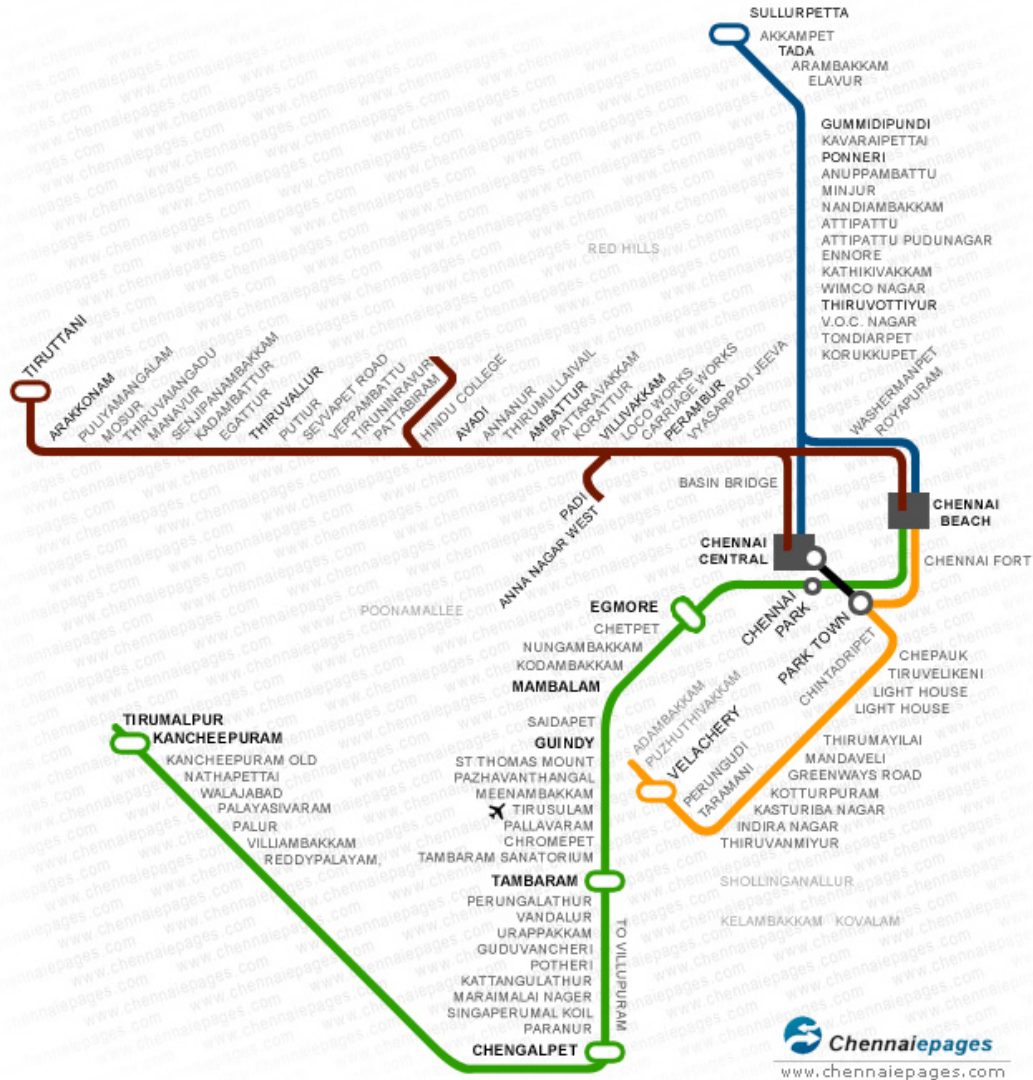 SULLURPETTA
AKKAMPET
TADA
ARAMBAKKAM
ELAVUR
GUMMIDIPUNDI
KAVARAIPETTAI
PONNERI
ANUPPAMBATTU
MINJUR
NANDIAMBAKKAM
ATTIPATTU
ATTIPATTU PUDUNAGAR
ENNORE
KATHIKIVAKKAM
WIMCO NAGAR
THIRUVOTTIYUR
V.O.C. NAGAR
TONDIARPET
KORUKKUPET
RED HILLS
TIRUTTANI
ARAKKONAM
PULIYAMANGALAM
MOSUR
THIRUVALANGADU
MANAVUR
SENJIPANAMBAKKAM
KADAMBATTUR
EGATTUR
THIRUVALLUR
PUTLUR
SEVVAPET ROAD
VEPPAMBATTU
TIRUNINRAVUR
PATTABIRAM
HINDU COLLEGE
AVADI
ANNANUR
THIRUMULLAIVAIL
AMBATTUR
PATTARAVAKKAM
KORATTUR
VILLUVAKKAM
LOCO WORKS
CARRIAGE WORKS
PERAMBUR
VYASARPADI JEEVA
WASHERMANPET
ROYAPURAM
BASIN BRIDGE
PADI
ANNA NAGAR WEST
CHENNAI
BEACH
CHENNAI
CENTRAL
CHENNAI FORT
POONAMALLEE
EGMORE
CHETPET
NUNGAMBAKKAM
KODAMBAKKAM
MAMBALAM
CHENNAI
PARK
PARK TOWN
CHINTADRIPET
CHEPAUK
TIRUVELIKENI
LIGHT HOUSE
LIGHT HOUSE
THIRUMAYILAI
MANDAVELI
GREENWAYS ROAD
KOTTURPURAM
KASTURIBA NAGAR
INDIRA NAGAR
THIRUVANMIYUR
ADAMBAKKAM
PUZHUTHIVAKKAM
VELACHERY
PERUNGUDI
TARAMANI
SAIDAPET
GUINDY
ST THOMAS MOUNT
PAZHAVANTHANGAL
MEENAMBAKKAM
TIRUSULAM
PALLAVARAM
CHROMEPET
TAMBARAM SANATORIUM
TAMBARAM
PERUNGALATHUR
VANDALUR
URAPPAKKAM
GUDUVANCHERI
POTHERI
KATTANGULATHUR
MARAIMALAI NAGER
SINGAPERUMAL KOIL
PARANUR
CHENGALPET
TO VILLUPURAM
TIRUMALPUR
KANCHEEPURAM
KANCHEEPURAM OLD
NATHAPETTAI
WALAJABAD
PALAYASIVARAM
PALUR
VILLIAMBAKKAM
REDDYPALAYAM,
SHOLLINGANALLUR
KELAMBAKKAM KOVALAM
Chennaiepages
www.chennaiepages.com